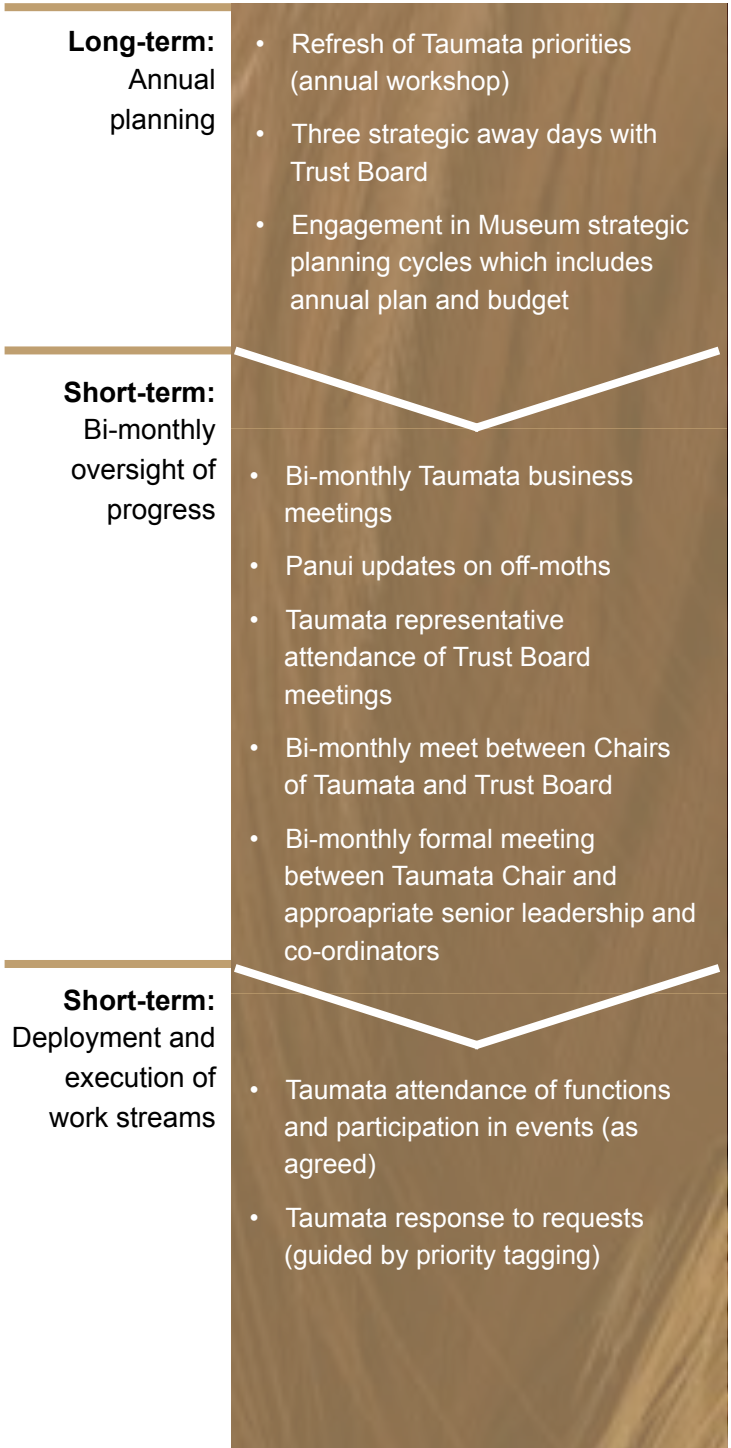 Long-term:
Annual
planning
• Refresh of Taumata priorities
(annual workshop)
• Three strategic away days with
Trust Board
• Engagement in Museum strategic
planning cycles which includes
annual plan and budget
Short-term:
Bi-monthly
oversight of
progress
• Bi-monthly Taumata business
meetings
• Panui updates on off-moths
• Taumata representative
attendance of Trust Board
meetings
• Bi-monthly meet between Chairs
of Taumata and Trust Board
• Bi-monthly formal meeting
between Taumata Chair and
approapriate senior leadership and
co-ordinators
Short-term:
Deployment and
execution of
work streams
• Taumata attendance of functions
and participation in events (as
agreed)
• Taumata response to requests
(guided by priority tagging)